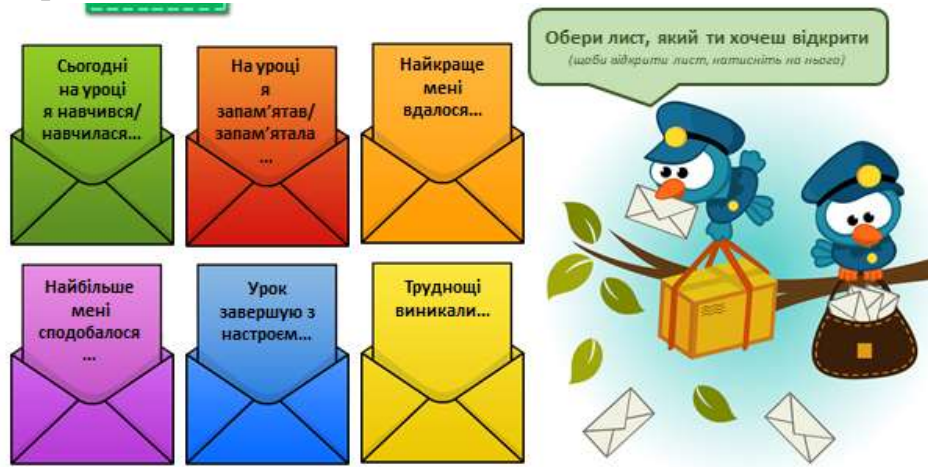 Сьогодні
на уроці
я навчився/
навчилася...
На уроці
я
запам'ятав/
запам'ятала
...
Найкраще
мені
вдалося...
Обери лист, який ти хочеш відкрити
(щоби відкрити лист, натисніть на нього)
Найбільше
мені
сподобалося
...
Урок
завершую з
настроєм...
Труднощі
виникали...